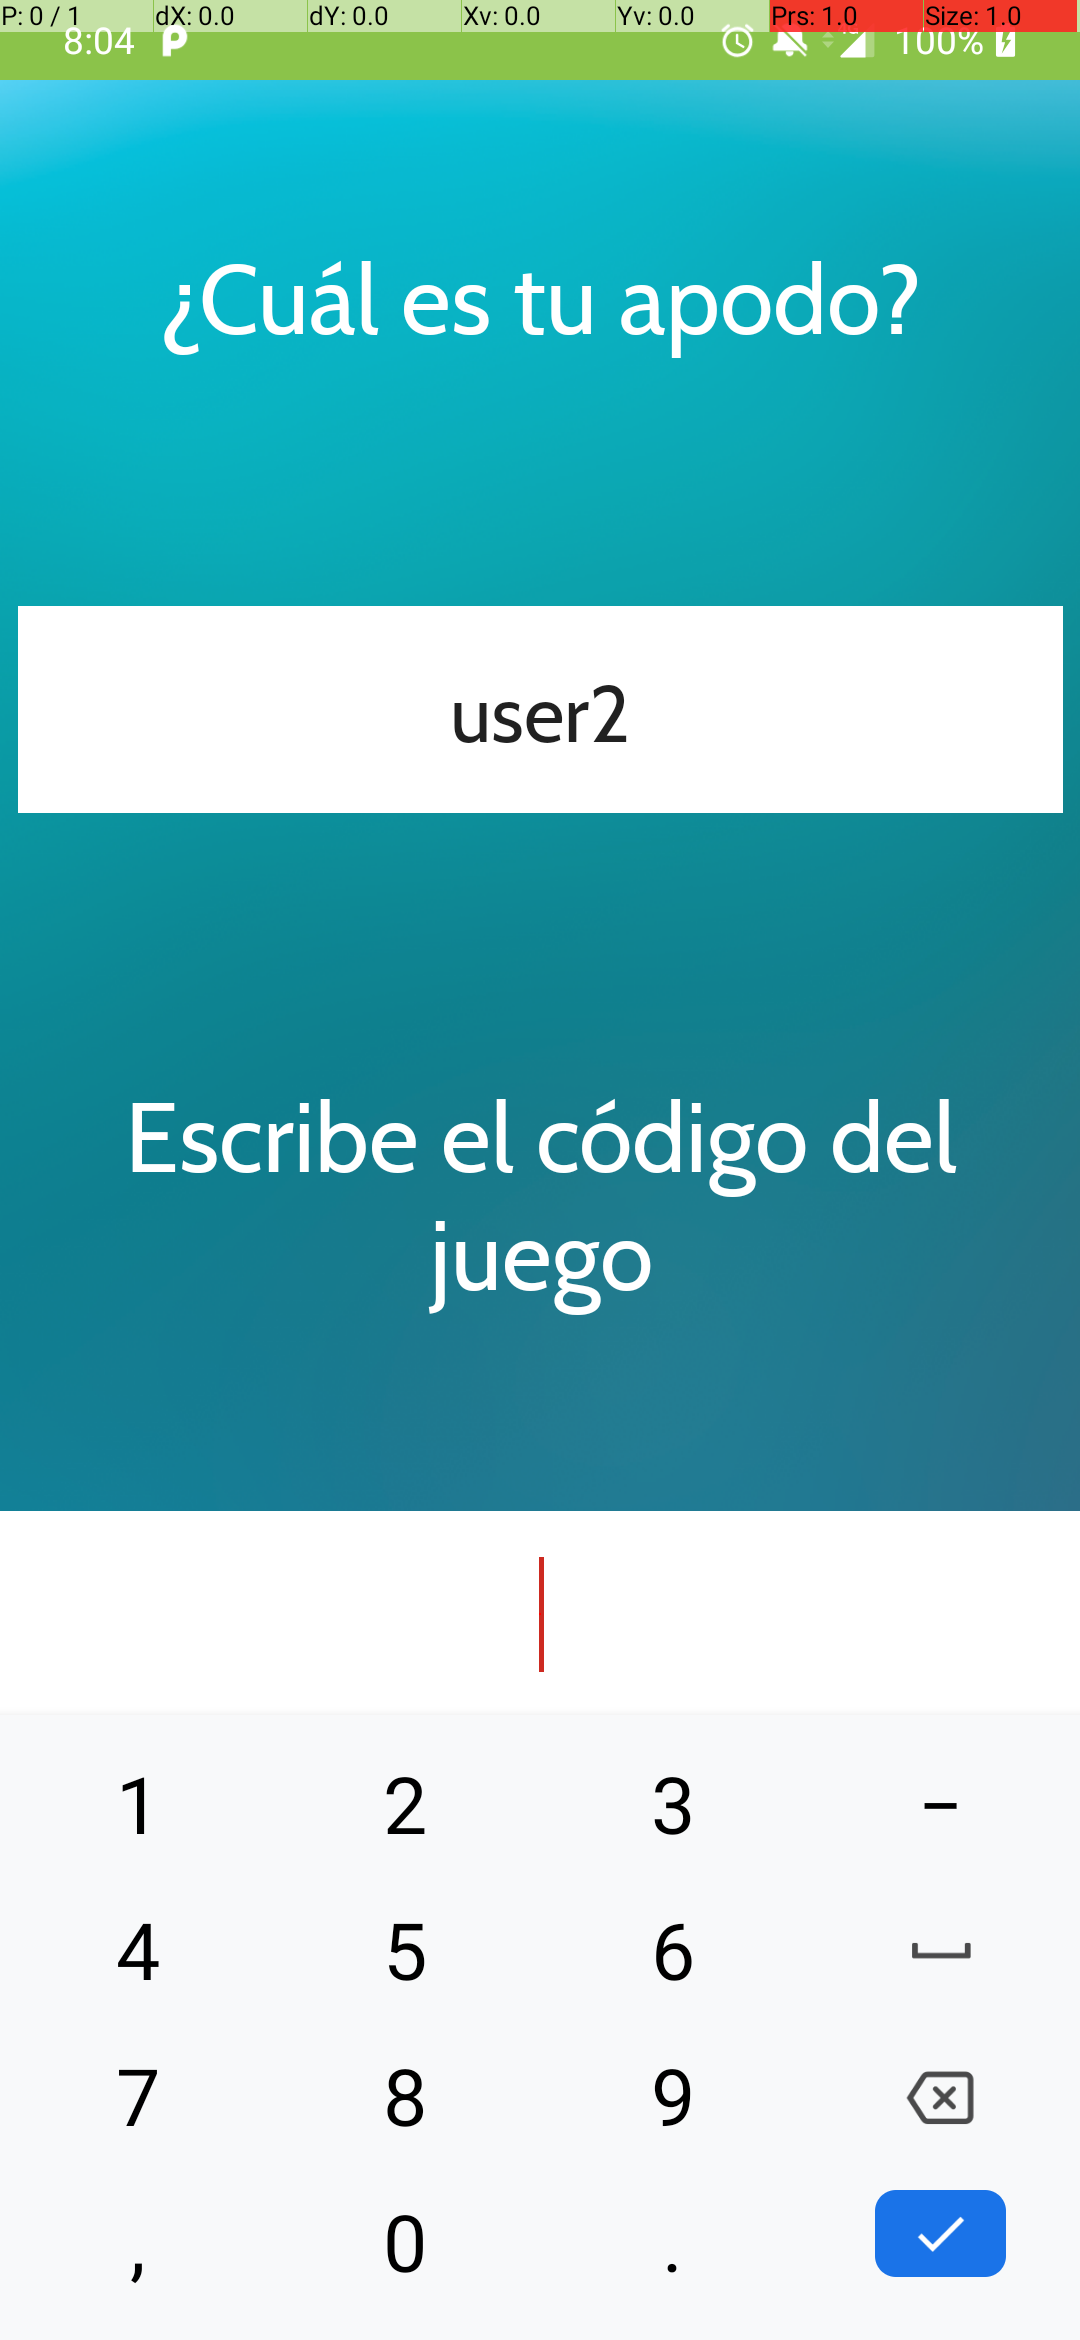 P: 0 / 1 dX: 0.0 dY: 0.0 Xv: 0.0 Yv: 0.0 Prs: 1.0 Size: 1.0
8:04 100%
¿Cuál es tu apodo?
user2
Escribe el código del
juego
1 2 3 –
4 5 6
7 8 9
, 0 .